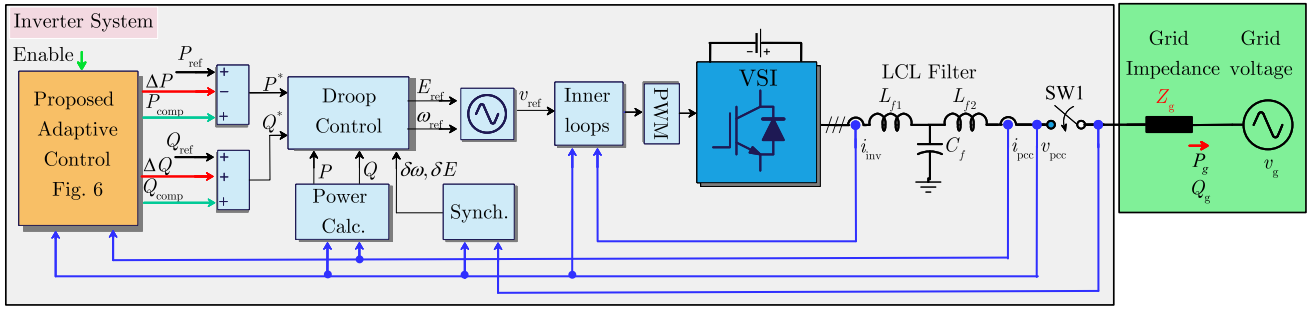 Inverter System
Enable
Proposed
Adaptive
Control
Fig. 6
P_ref
ΔP
P_comp
+
−
+
P*
Q_ref
ΔQ
Q_comp
+
+
+
Q*
Droop
Control
E_ref
ω_ref
v_ref
P
Q
δω, δE
Power
Calc.
Synch.
Inner
loops
PWM
− +
VSI
LCL Filter
L_f1
L_f2
C_f
i_inv
i_pcc
v_pcc
SW1
Grid
Impedance
Z_g
P_g
Q_g
Grid
voltage
v_g